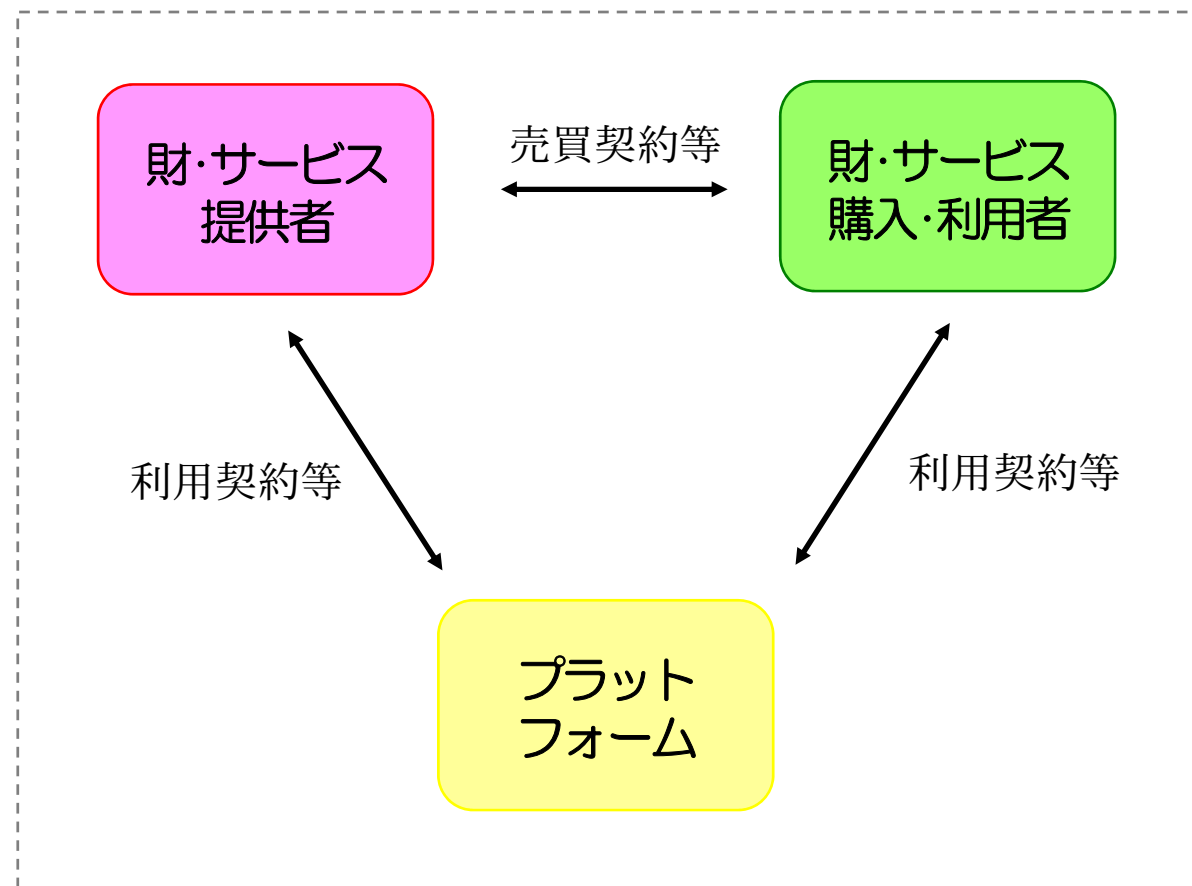 財・サービス
提供者
売買契約等
財・サービス
購入・利用者
利用契約等
利用契約等
プラット
フォーム